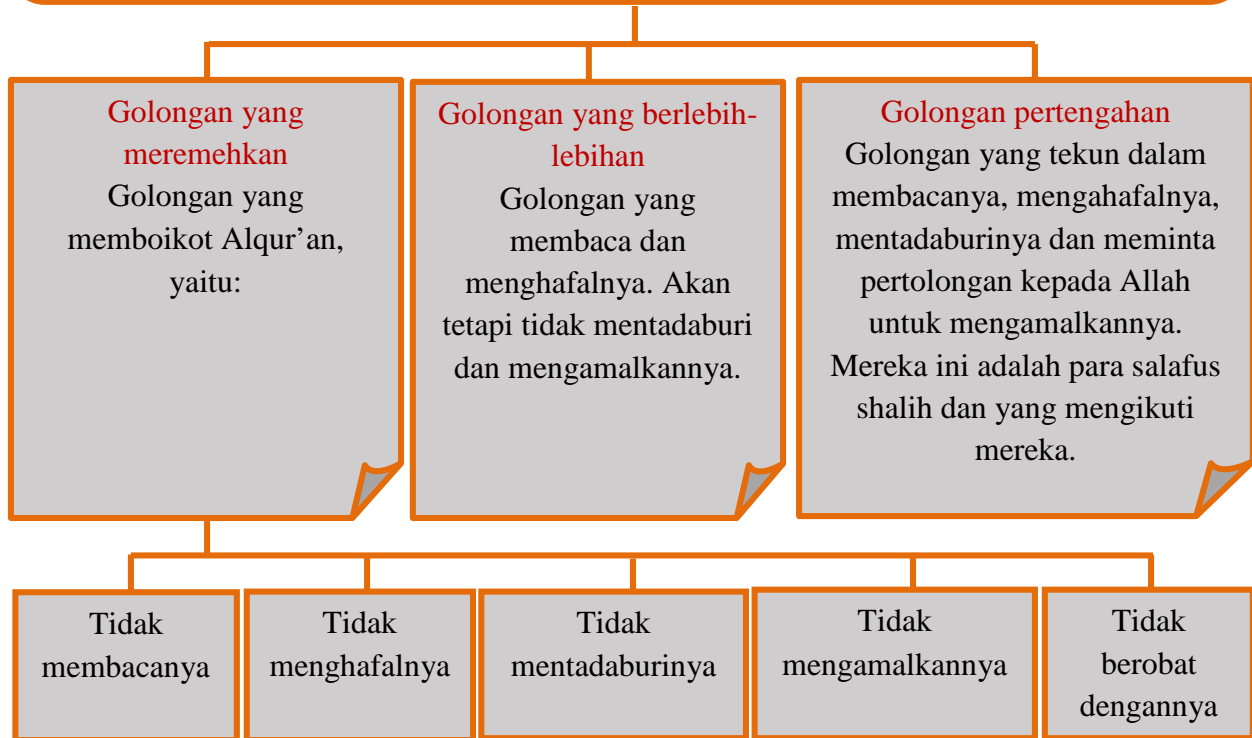 Golongan yang
meremehkan
Golongan yang
memboikot Alqur’an,
yaitu:
Golongan yang berlebih-
lebihan
Golongan yang
membaca dan
menghafalnya. Akan
tetapi tidak mentadaburi
dan mengamalkannya.
Golongan pertengahan
Golongan yang tekun dalam
membacanya, mengahafalnya,
mentadaburinya dan meminta
pertolongan kepada Allah
untuk mengamalkannya.
Mereka ini adalah para salafus
shalih dan yang mengikuti
mereka.
Tidak
membacanya
Tidak
menghafalnya
Tidak
mentadaburinya
Tidak
mengamalkannya
Tidak
berobat
dengannya